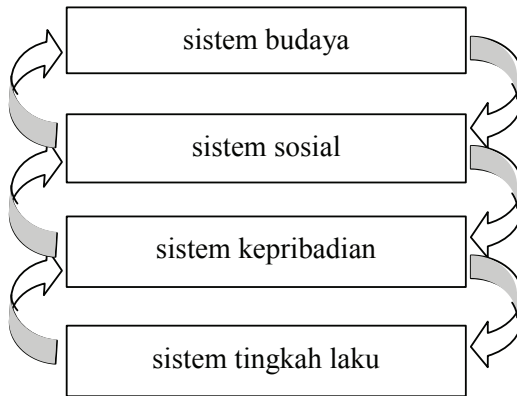 sistem budaya
sistem sosial
sistem kepribadian
sistem tingkah laku